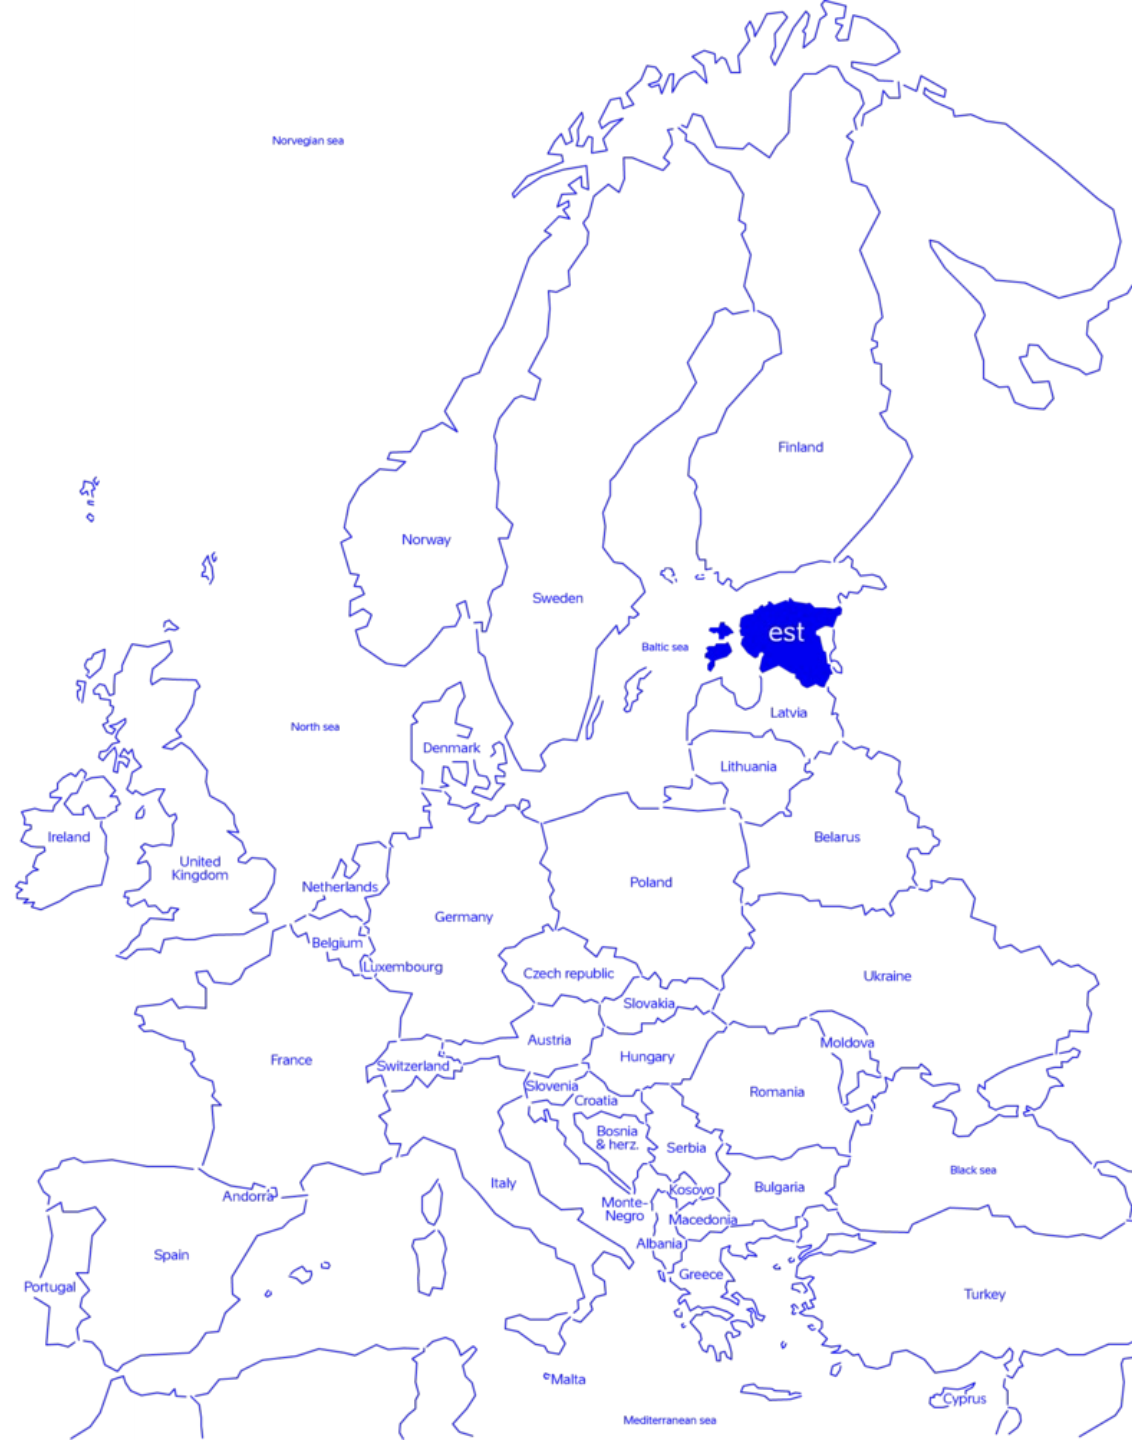 Norwegian sea
Finland
Norway
Sweden
est
Baltic sea
Latvia
North sea
Denmark
Lithuania
Ireland
Belarus
United
Kingdom
Netherlands
Poland
Germany
Belgium
Luxembourg
Czech republic
Ukraine
Slovakia
Austria
Moldova
France
Hungary
Switzerland
Slovenia
Romania
Croatia
Bosnia
& herz.
Serbia
Black sea
Italy
Kosovo
Bulgaria
Andorra
Monte-
Negro
Macedonia
Albania
Spain
Greece
Portugal
Turkey
Malta
Cyprus
Mediterranean sea